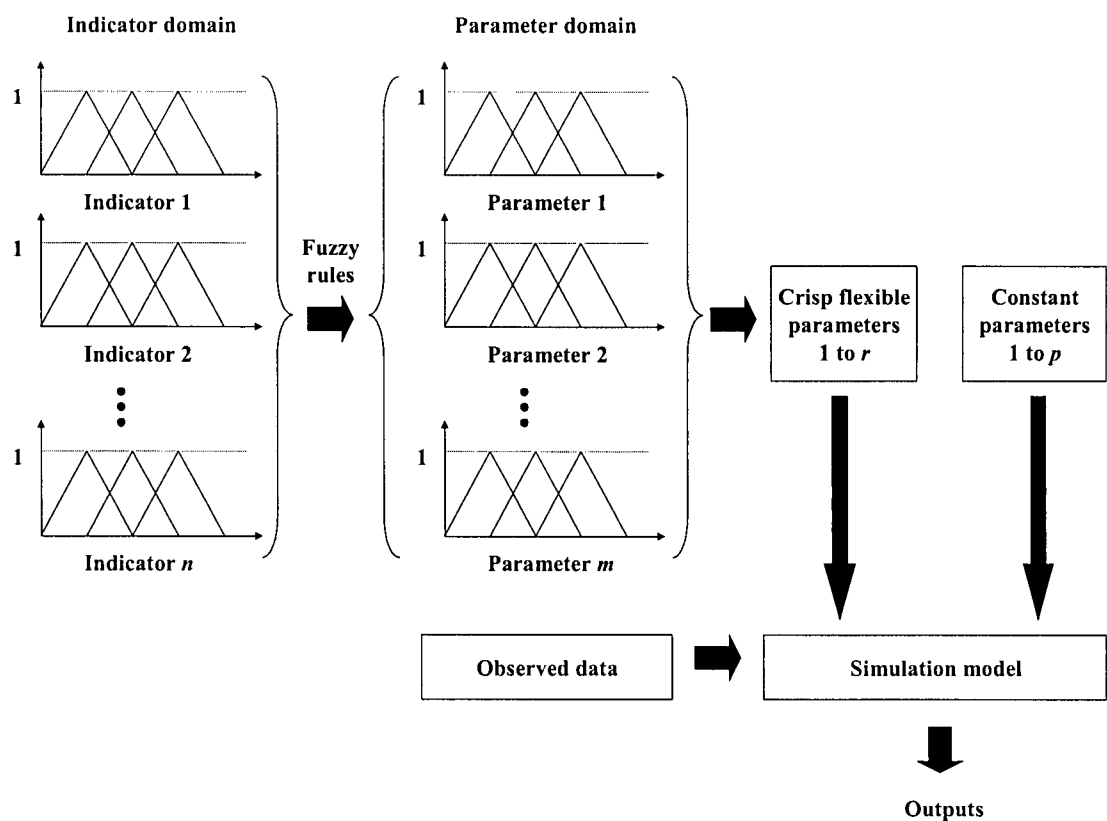 Indicator domain
Parameter domain
1
Indicator 1
1
Indicator 2
1
Indicator n
Fuzzy
rules
1
Parameter 1
1
Parameter 2
1
Parameter m
Crisp flexible
parameters
1 to r
Constant
parameters
1 to p
Observed data
Simulation model
Outputs